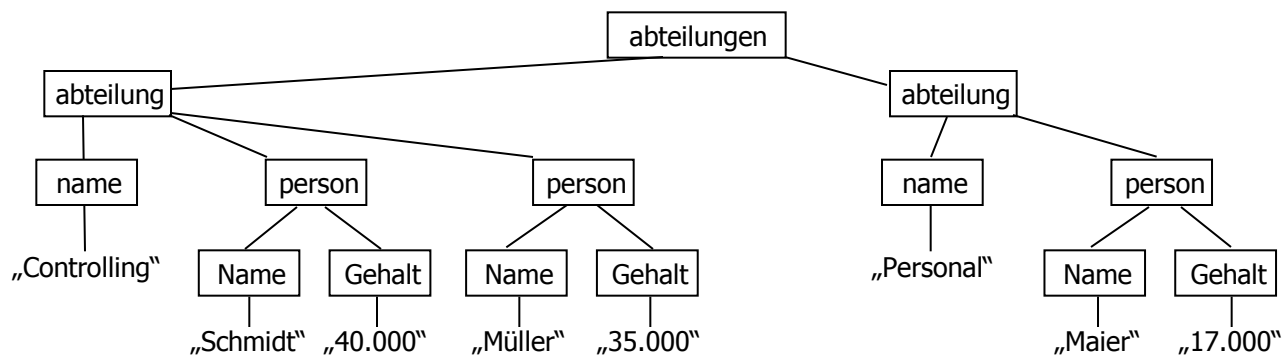 abteilungen
abteilung abteilung
name person person name person
„Controlling“ Name Gehalt Name Gehalt „Personal“ Name Gehalt
„Schmidt“ „40.000“ „Müller“ „35.000“ „Maier“ „17.000“